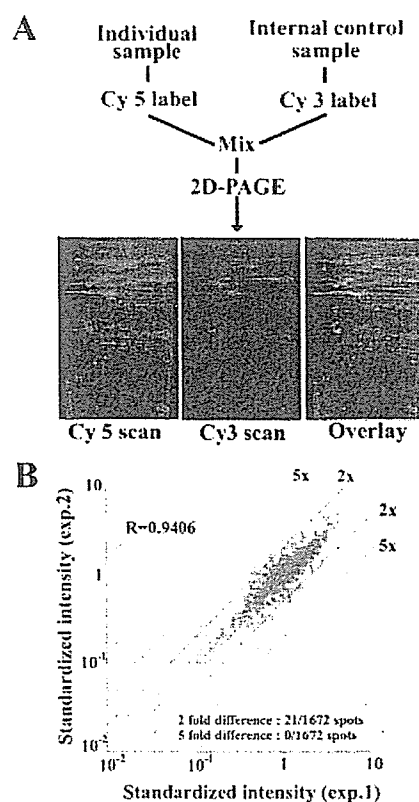 A
Individual sample
Internal control sample
Cy 5 label
Cy 3 label
Mix
2D-PAGE
Cy 5 scan
Cy3 scan
Overlay
B
Standardized intensity (exp.2)
10
1
10-1
10-2
R=0.9406
5x
2x
2x
5x
2 fold difference : 21/1672 spots
5 fold difference : 0/1672 spots
10-2
10-1
1
10
Standardized intensity (exp.1)